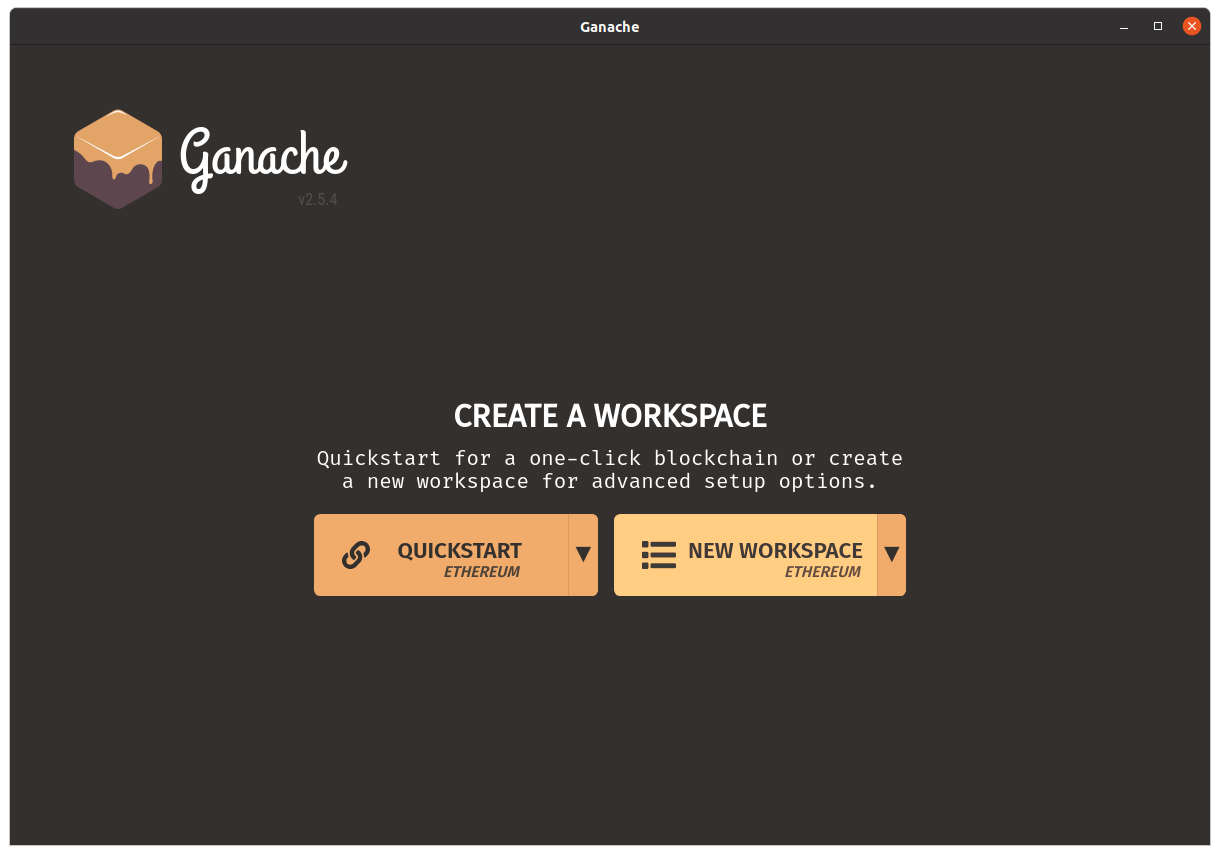 Ganache
Ganache
v2.5.4
CREATE A WORKSPACE
Quickstart for a one-click blockchain or create
a new workspace for advanced setup options.
QUICKSTART
ETHEREUM
NEW WORKSPACE
ETHEREUM